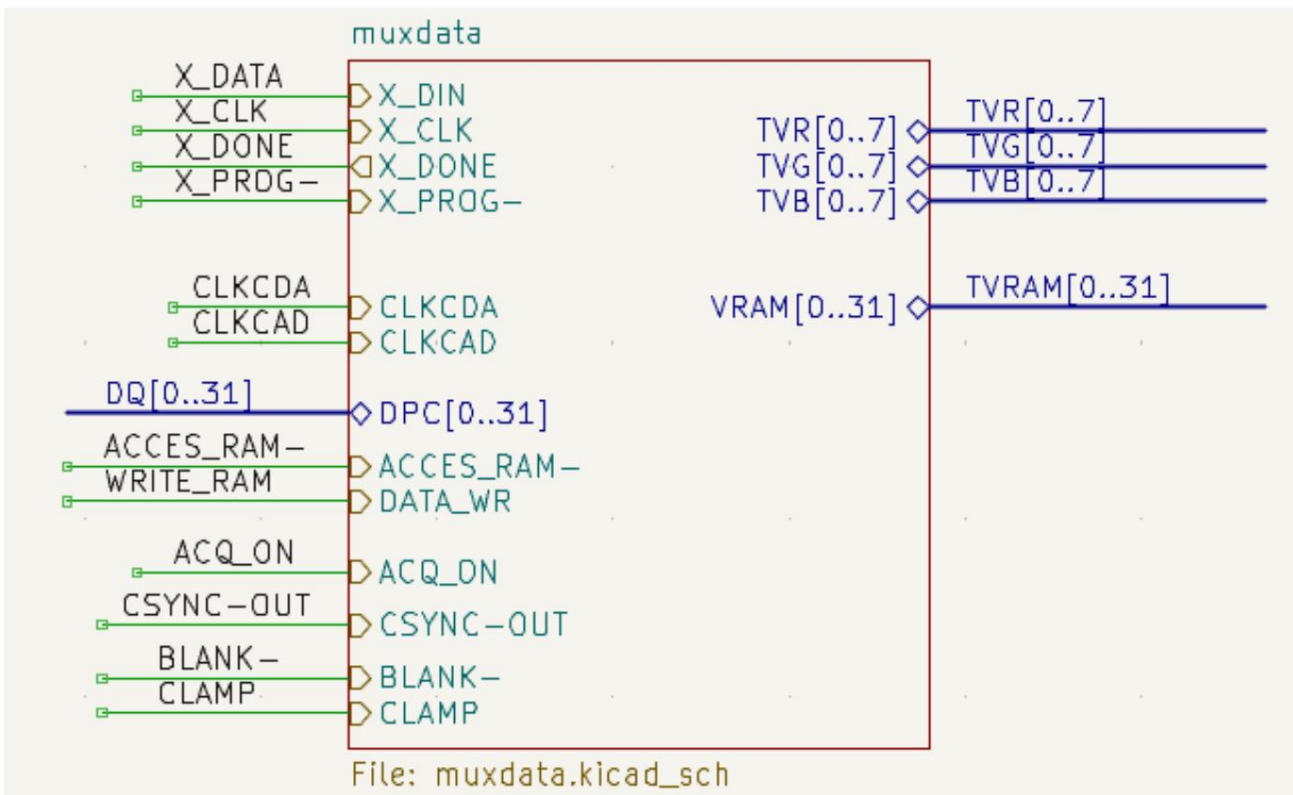 muxdata
X_DATA
X_DIN
X_CLK
X_CLK
X_DONE
X_DONE
X_PROG-
X_PROG-
TVR[0..7]
TVR[0..7]
TVG[0..7]
TVG[0..7]
TVB[0..7]
TVB[0..7]
CLKCDA
CLKCDA
CLKCAD
CLKCAD
VRAM[0..31]
TVRAM[0..31]
DQ[0..31]
DPC[0..31]
ACCES_RAM-
ACCES_RAM-
WRITE_RAM
DATA_WR
ACQ_ON
ACQ_ON
CSYNC-OUT
CSYNC-OUT
BLANK-
BLANK-
CLAMP
CLAMP
File: muxdata.kicad_sch